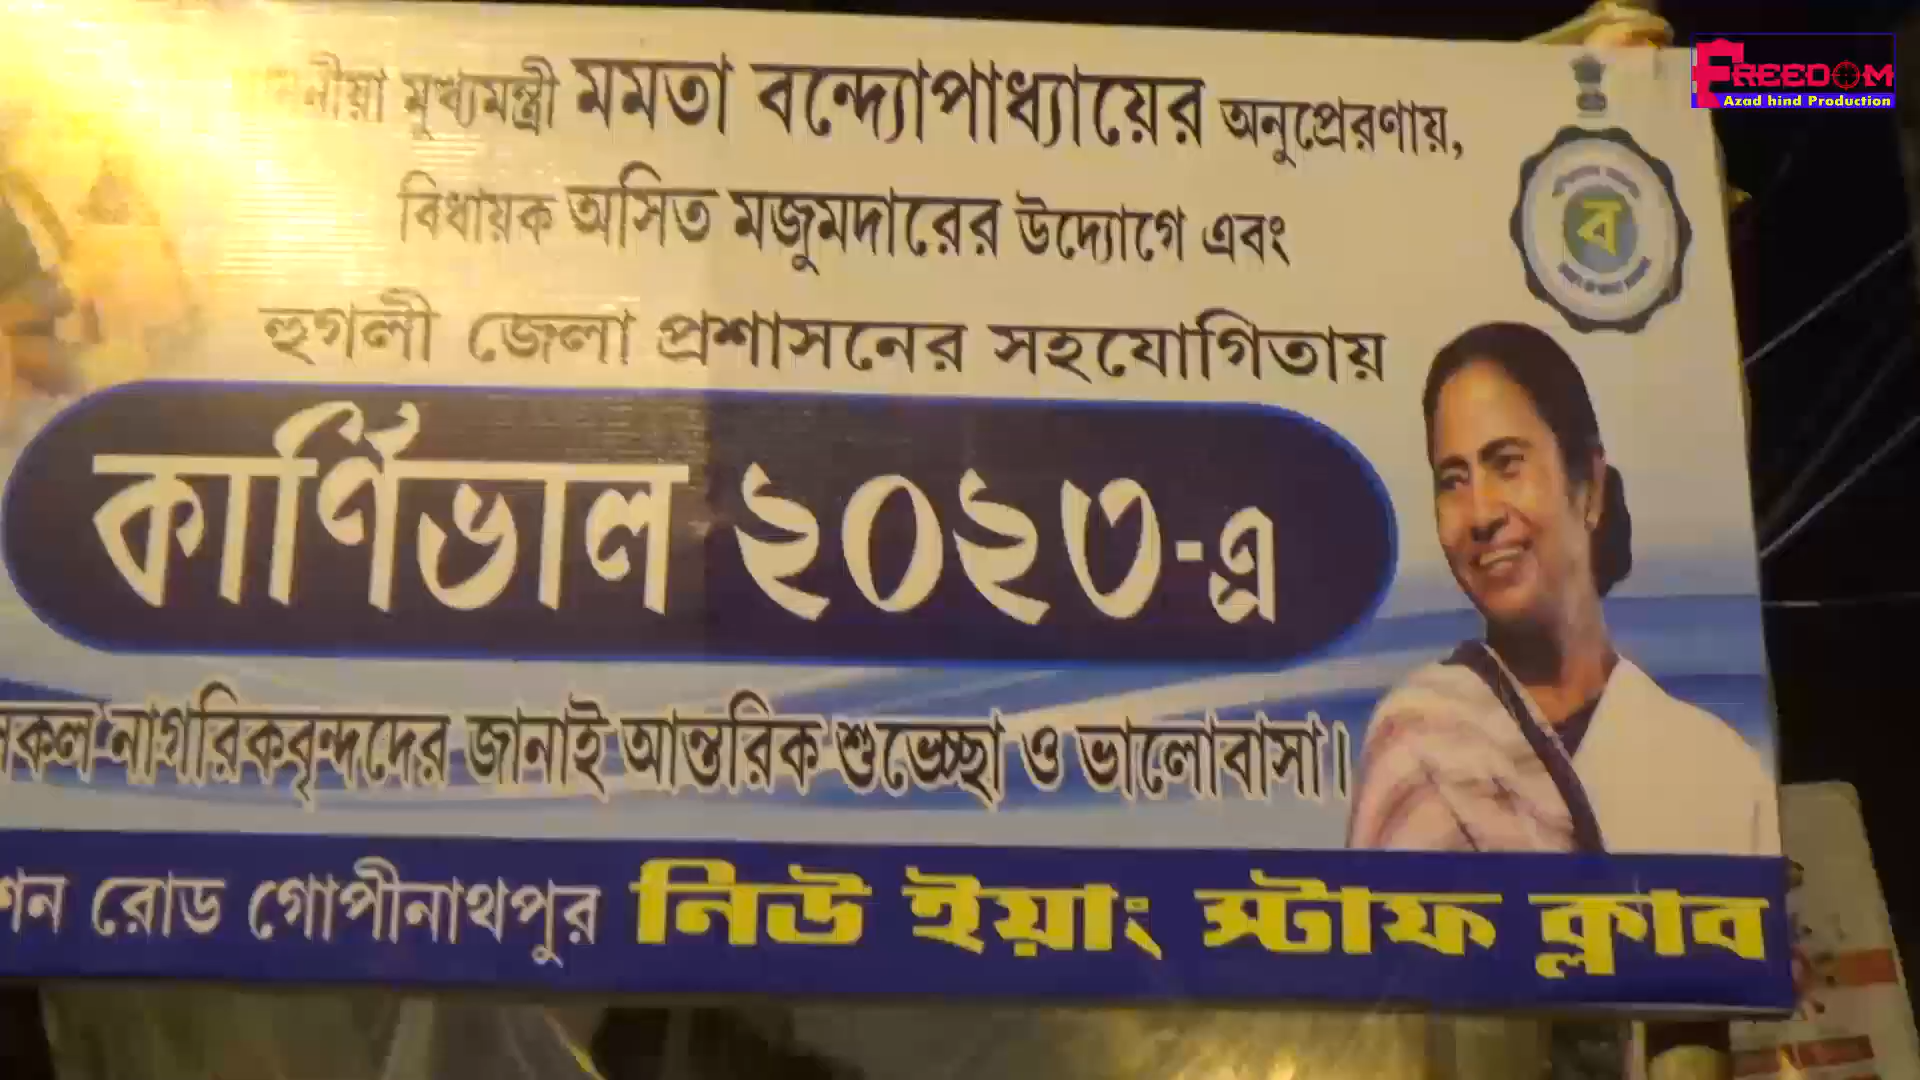 মুখ্যমন্ত্রী মমতা বন্দ্যোপাধ্যায়ের অনুপ্রেরণায়,
বিধায়ক অসিত মজুমদারের উদ্যোগে এবং
হুগলী জেলা প্রশাসনের সহযোগিতায়
কার্ণিভাল ২০২৩-এ
নাগরিকবৃন্দদের জানাই আন্তরিক শুভেচ্ছা ও ভালোবাসা।
রোড গোপীনাথপুর নিউ ইয়াং স্টাফ ক্লাব
ব
FREEDOM
Azad hind Production